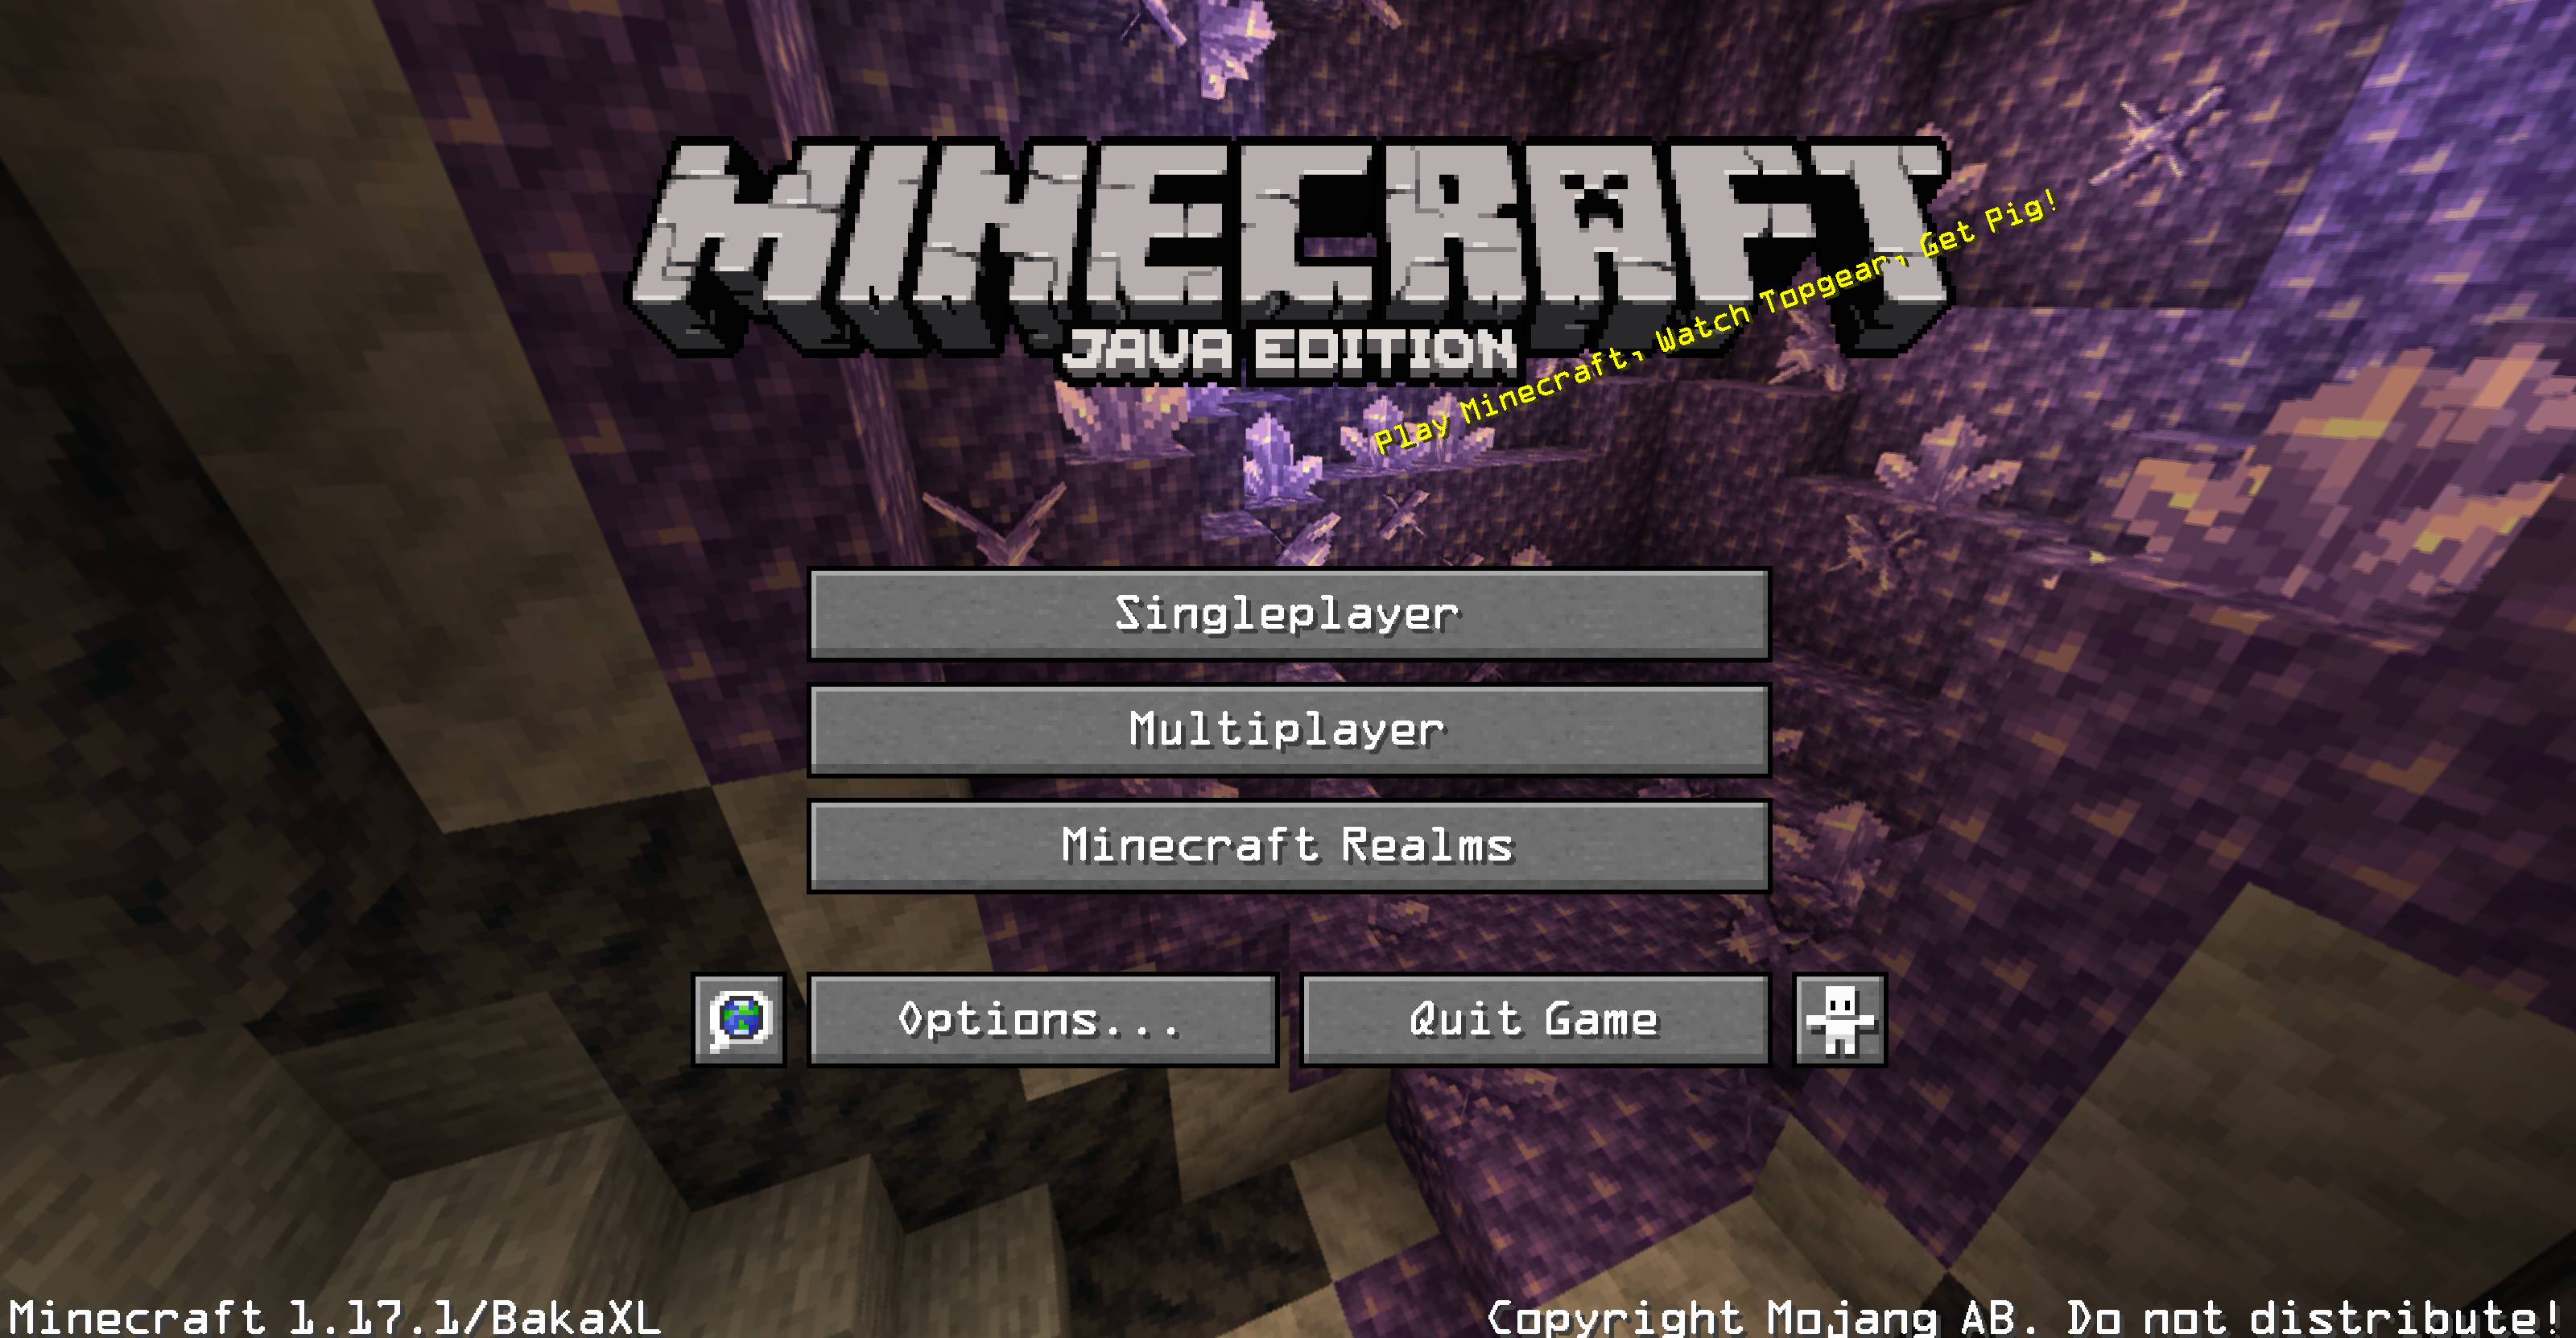 MINECRAFT
JAVA EDITION
Play Minecraft, Watch Topgear, Get Pig!
Singleplayer
Multiplayer
Minecraft Realms
Options...
Quit Game
Minecraft 1.17.1/BakaXL
Copyright Mojang AB. Do not distribute!